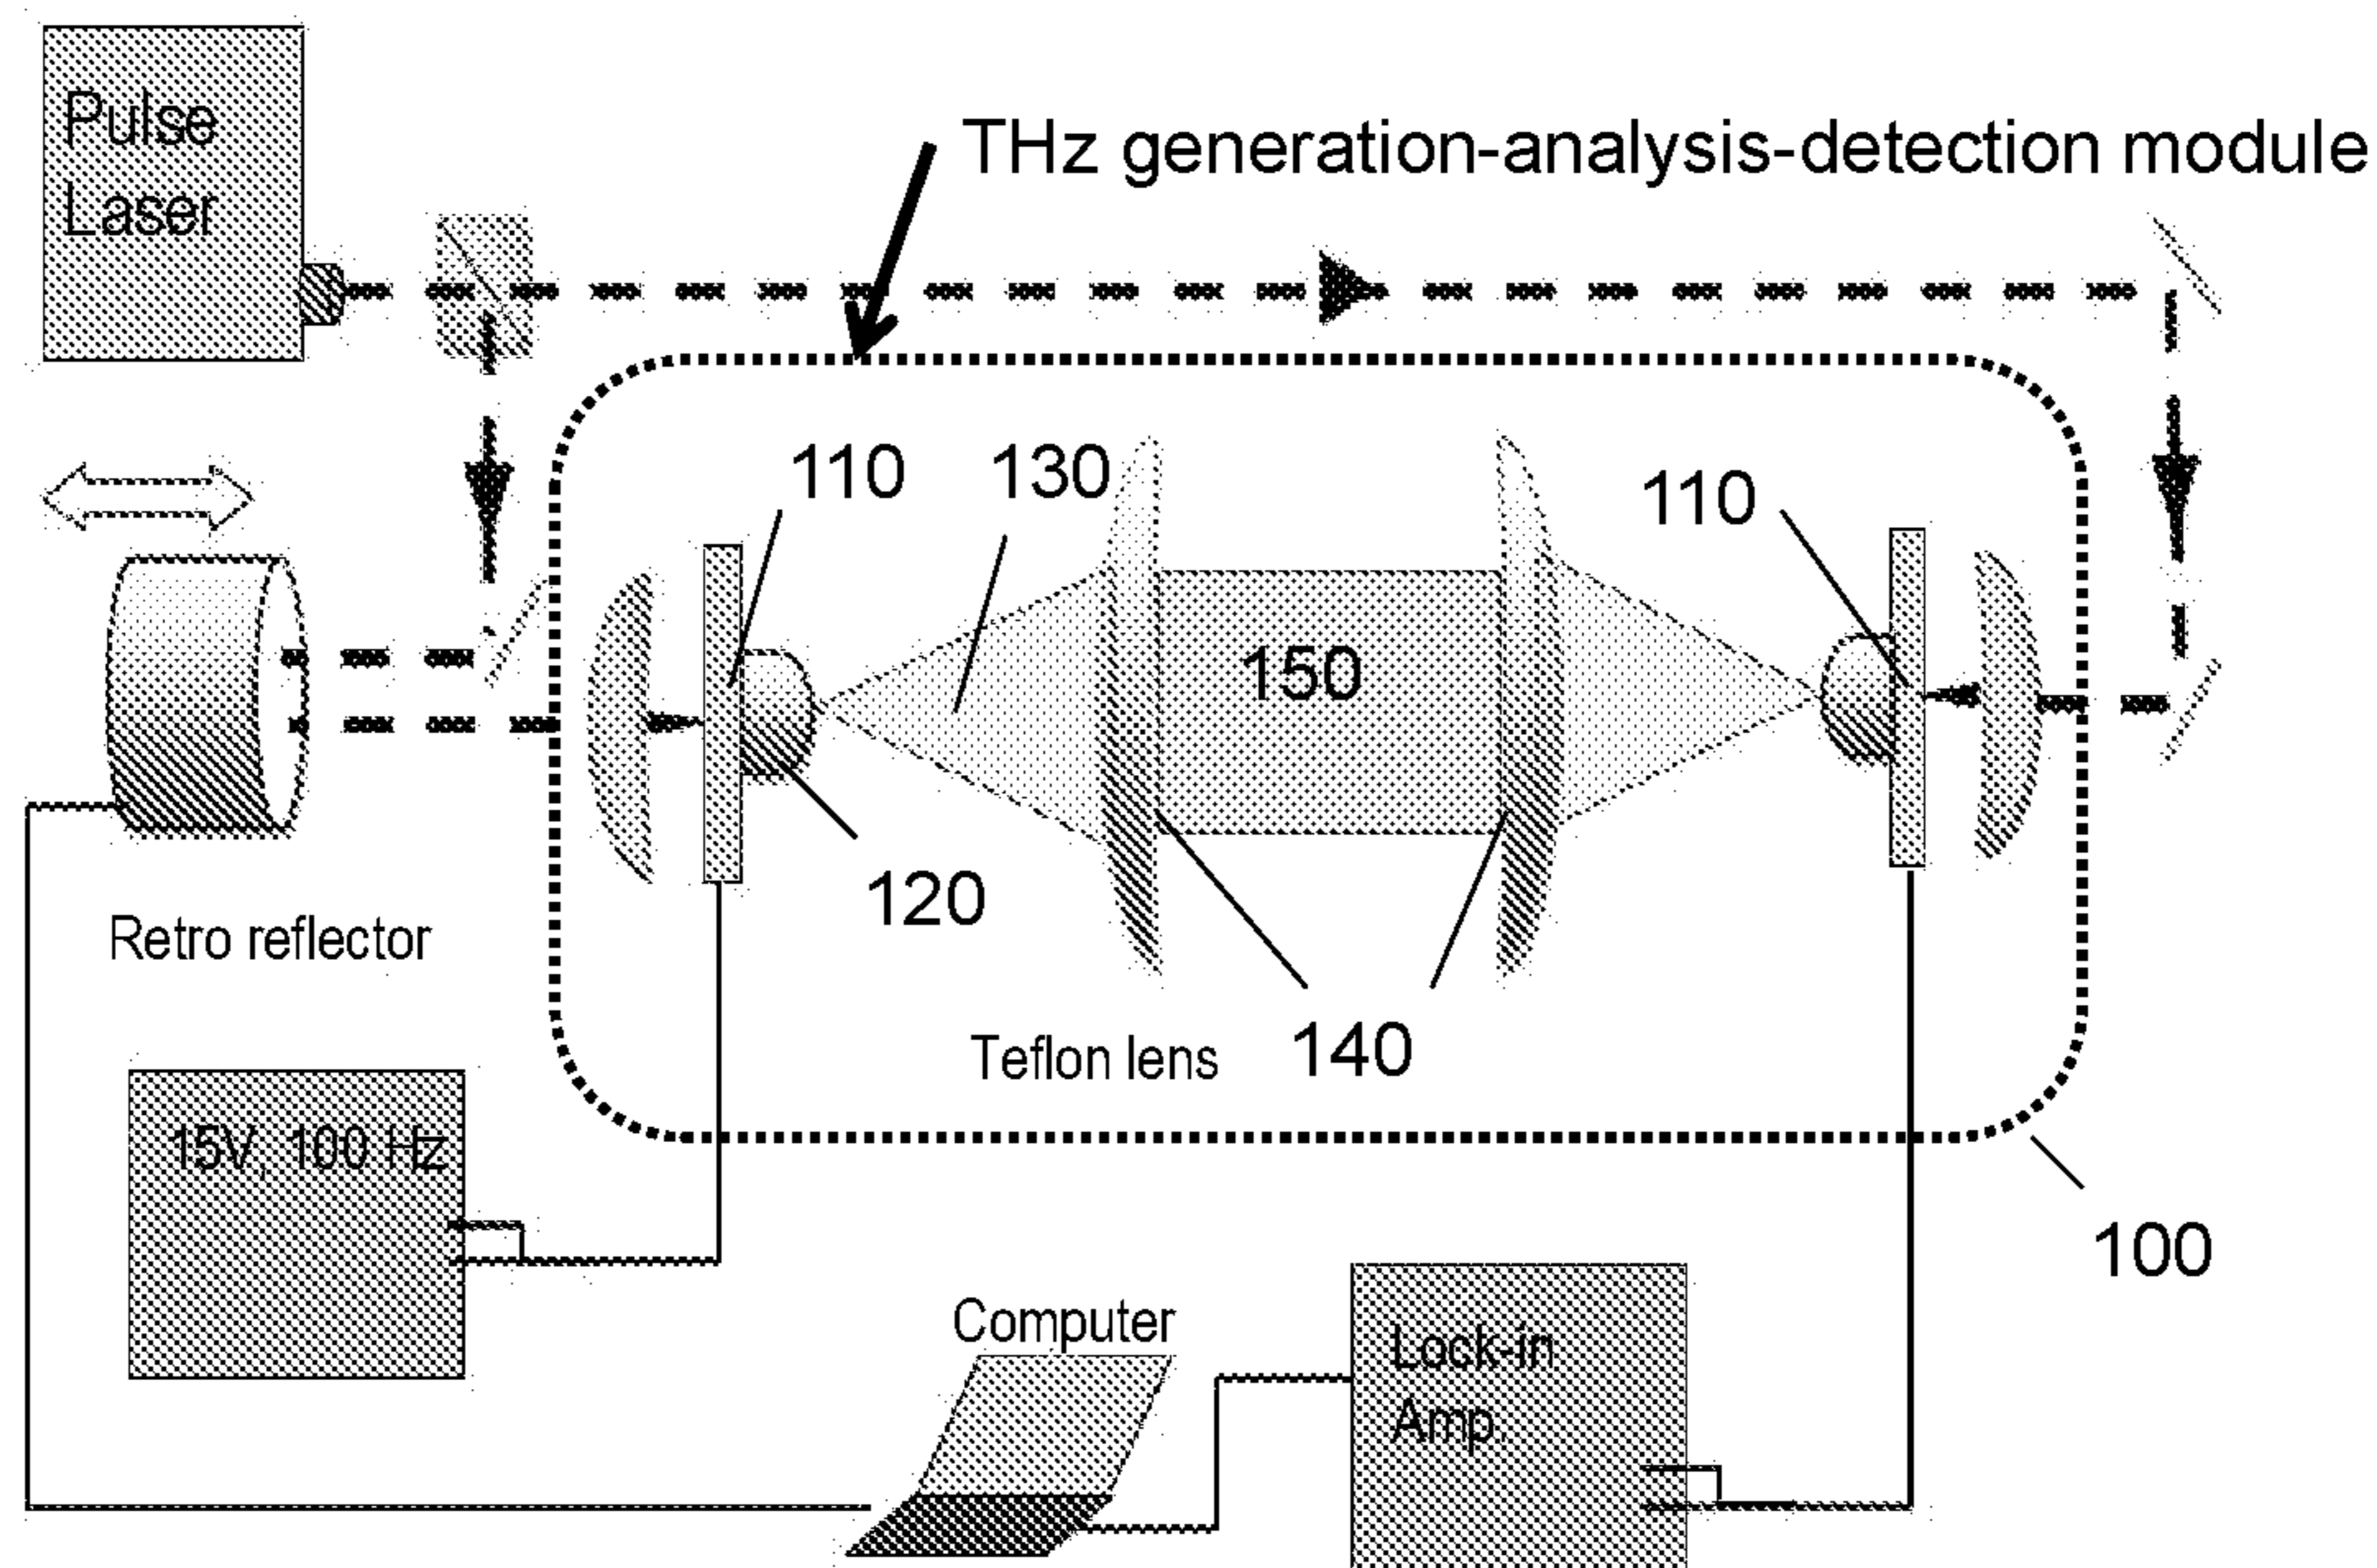 Pulse
Laser
THz generation-analysis-detection module
110
130
110
150
120
Retro reflector
Teflon lens
140
15V, 100 Hz
100
Computer
Lock-in
Amp.